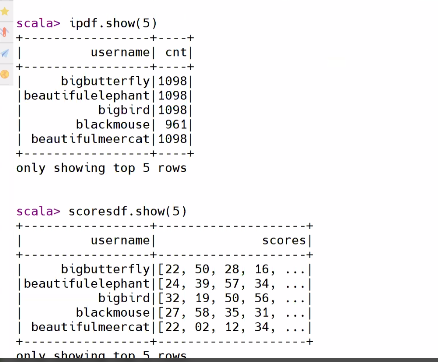 scala> ipdf.show(5)
+-----------------+----+
|         username| cnt|
+-----------------+----+
|     bigbutterfly|1098|
|beautifulelephant|1098|
|          bigbird|1098|
|       blackmouse| 961|
| beautifulmeercat|1098|
+-----------------+----+
only showing top 5 rows
scala> scoresdf.show(5)
+-----------------+--------------------+
|         username|              scores|
+-----------------+--------------------+
|     bigbutterfly|[22, 50, 28, 16, ...|
|beautifulelephant|[24, 39, 57, 34, ...|
|          bigbird|[32, 19, 50, 56, ...|
|       blackmouse|[27, 58, 35, 31, ...|
| beautifulmeercat|[22, 02, 12, 34, ...|
+-----------------+--------------------+
only showing top 5 rows